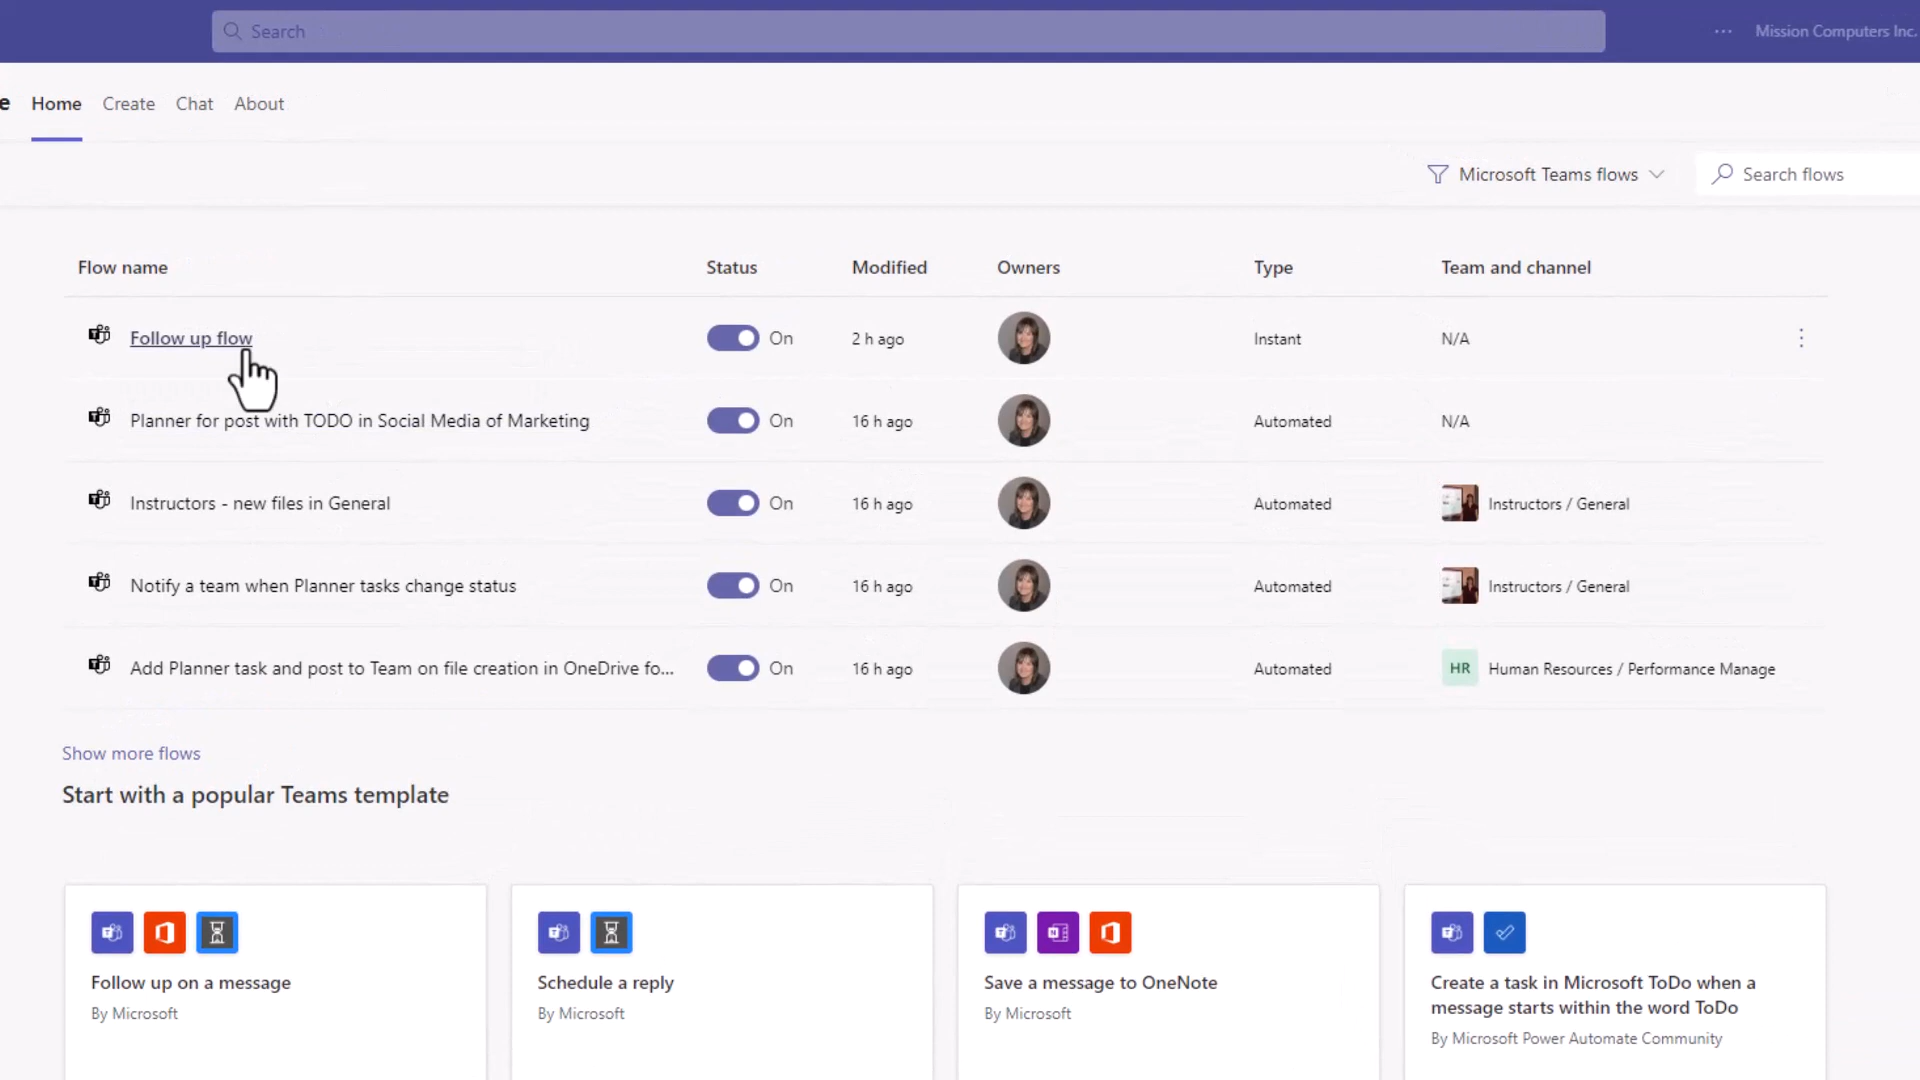 Search
Mission Computers Inc.
e Home Create Chat About
Microsoft Teams flows
Search flows
Flow name Status Modified Owners Type Team and channel
Follow up flow On 2 h ago Instant N/A
Planner for post with TODO in Social Media of Marketing On 16 h ago Automated N/A
Instructors - new files in General On 16 h ago Automated Instructors / General
Notify a team when Planner tasks change status On 16 h ago Automated Instructors / General
Add Planner task and post to Team on file creation in OneDrive fo... On 16 h ago Automated HR Human Resources / Performance Manage
Show more flows
Start with a popular Teams template
Follow up on a message
By Microsoft
Schedule a reply
By Microsoft
Save a message to OneNote
By Microsoft
Create a task in Microsoft ToDo when a
message starts within the word ToDo
By Microsoft Power Automate Community